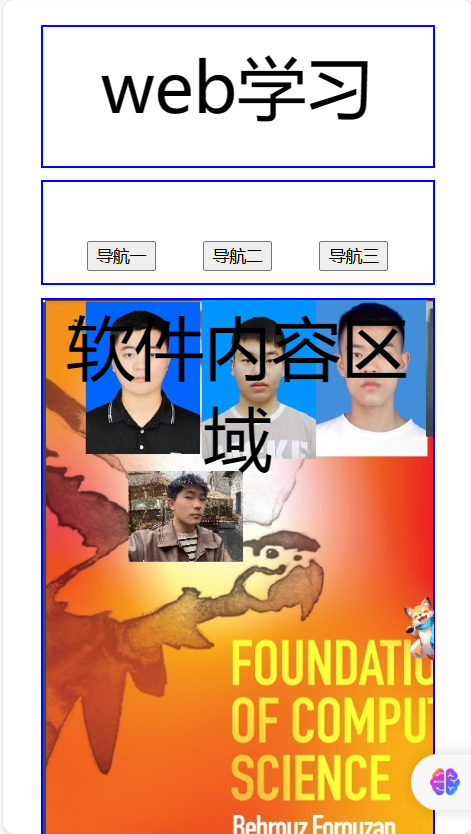 web学习
导航一
导航二
导航三
软件内容区
域
FOUNDATIO
OF COMPUT
SCIENCE
Behrouz Forouzan